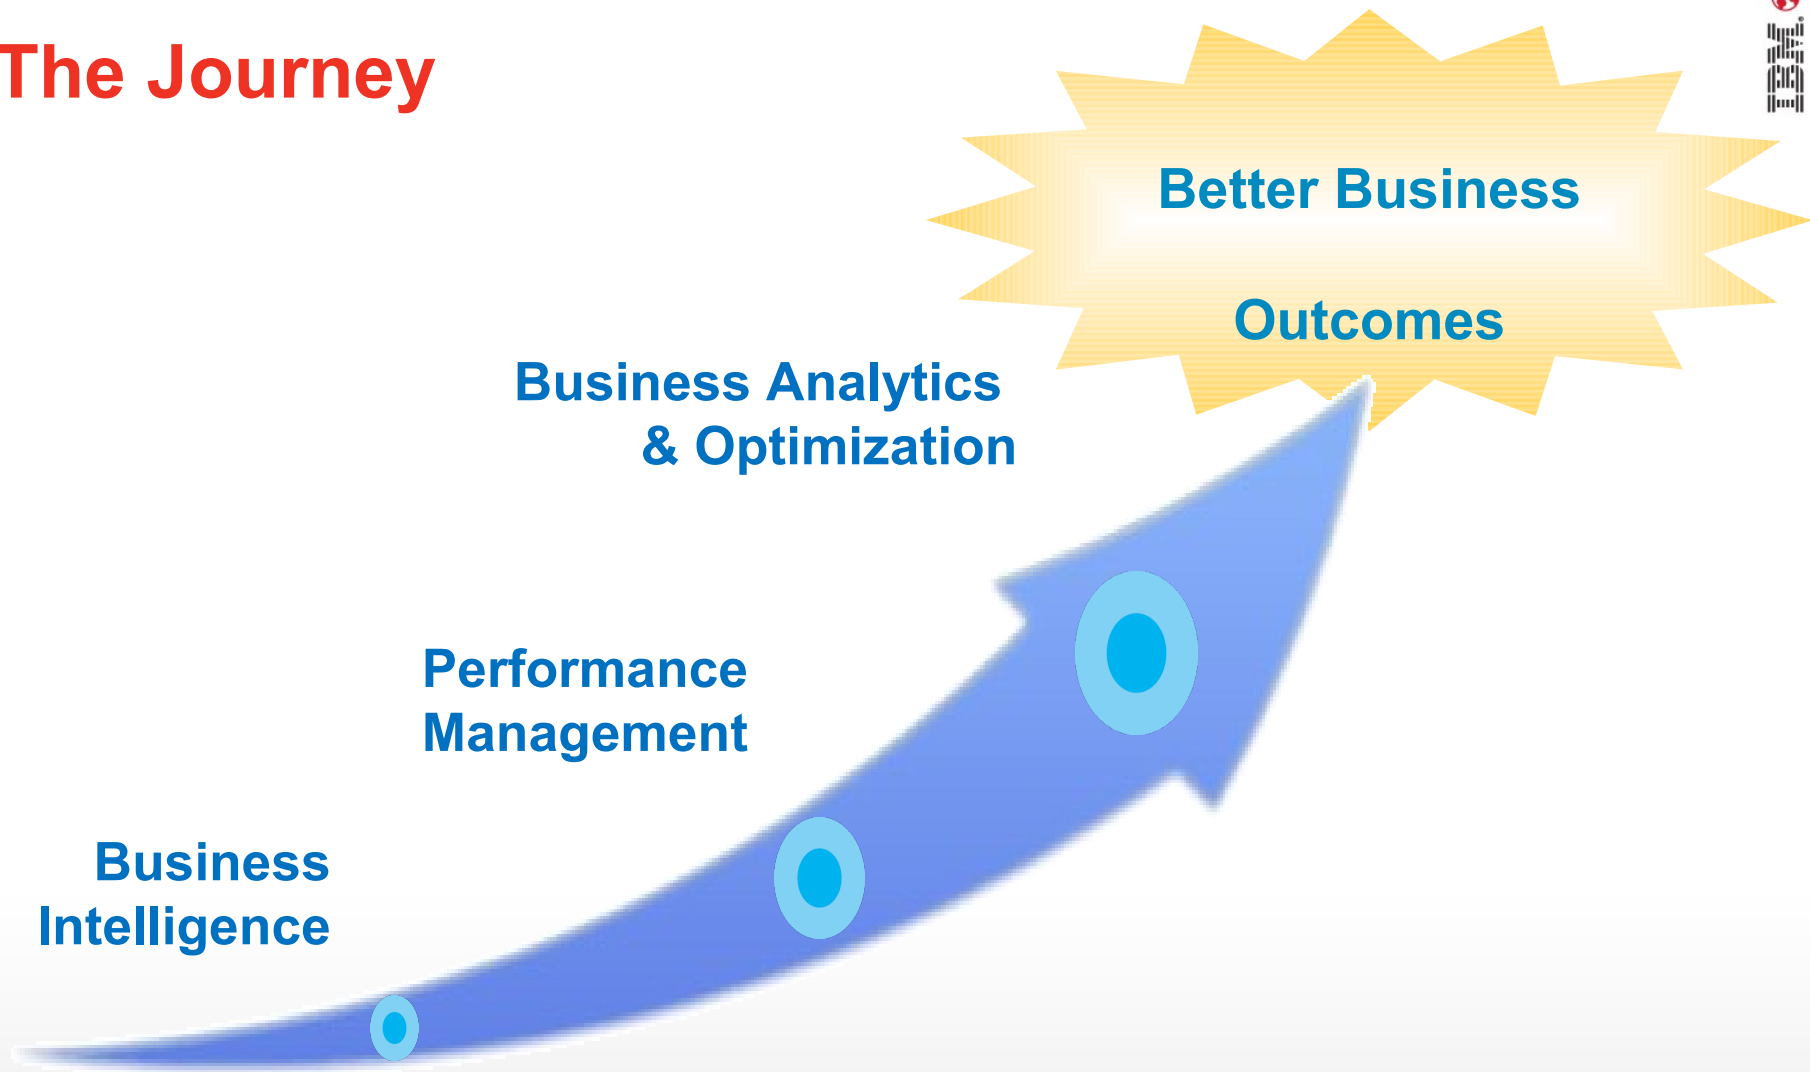 The Journey
IBM
Better Business
Outcomes
Business Analytics
& Optimization
Performance
Management
Business
Intelligence